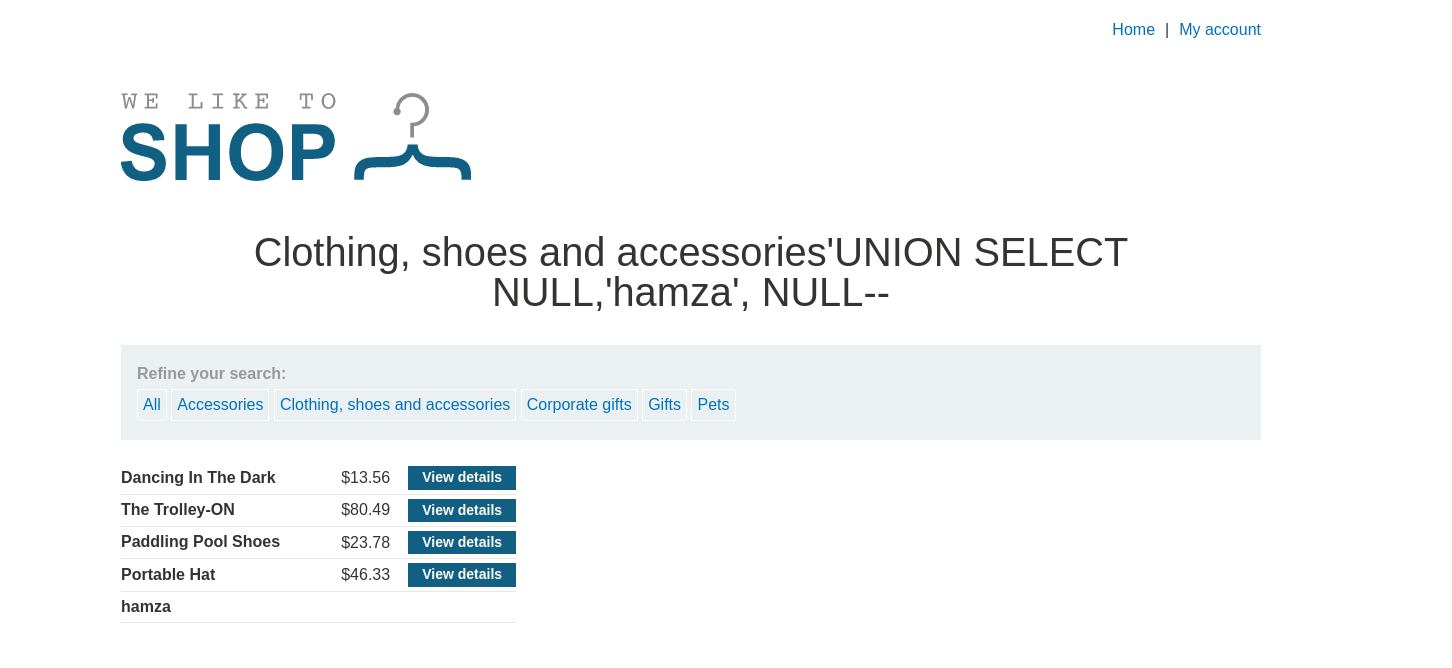 Home | My account
WE LIKE TO
SHOP
Clothing, shoes and accessories'UNION SELECT
NULL,'hamza', NULL--
Refine your search:
All Accessories Clothing, shoes and accessories Corporate gifts Gifts Pets
Dancing In The Dark $13.56 View details
The Trolley-ON $80.49 View details
Paddling Pool Shoes $23.78 View details
Portable Hat $46.33 View details
hamza